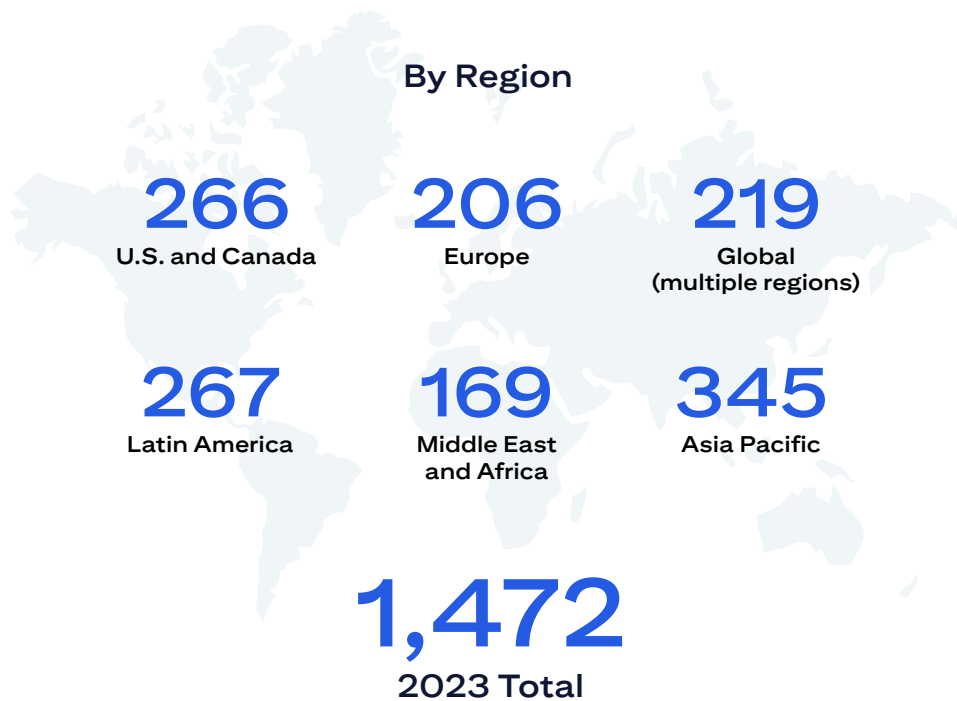 By Region
266
U.S. and Canada
206
Europe
219
Global
(multiple regions)
267
Latin America
169
Middle East
and Africa
345
Asia Pacific
1,472
2023 Total